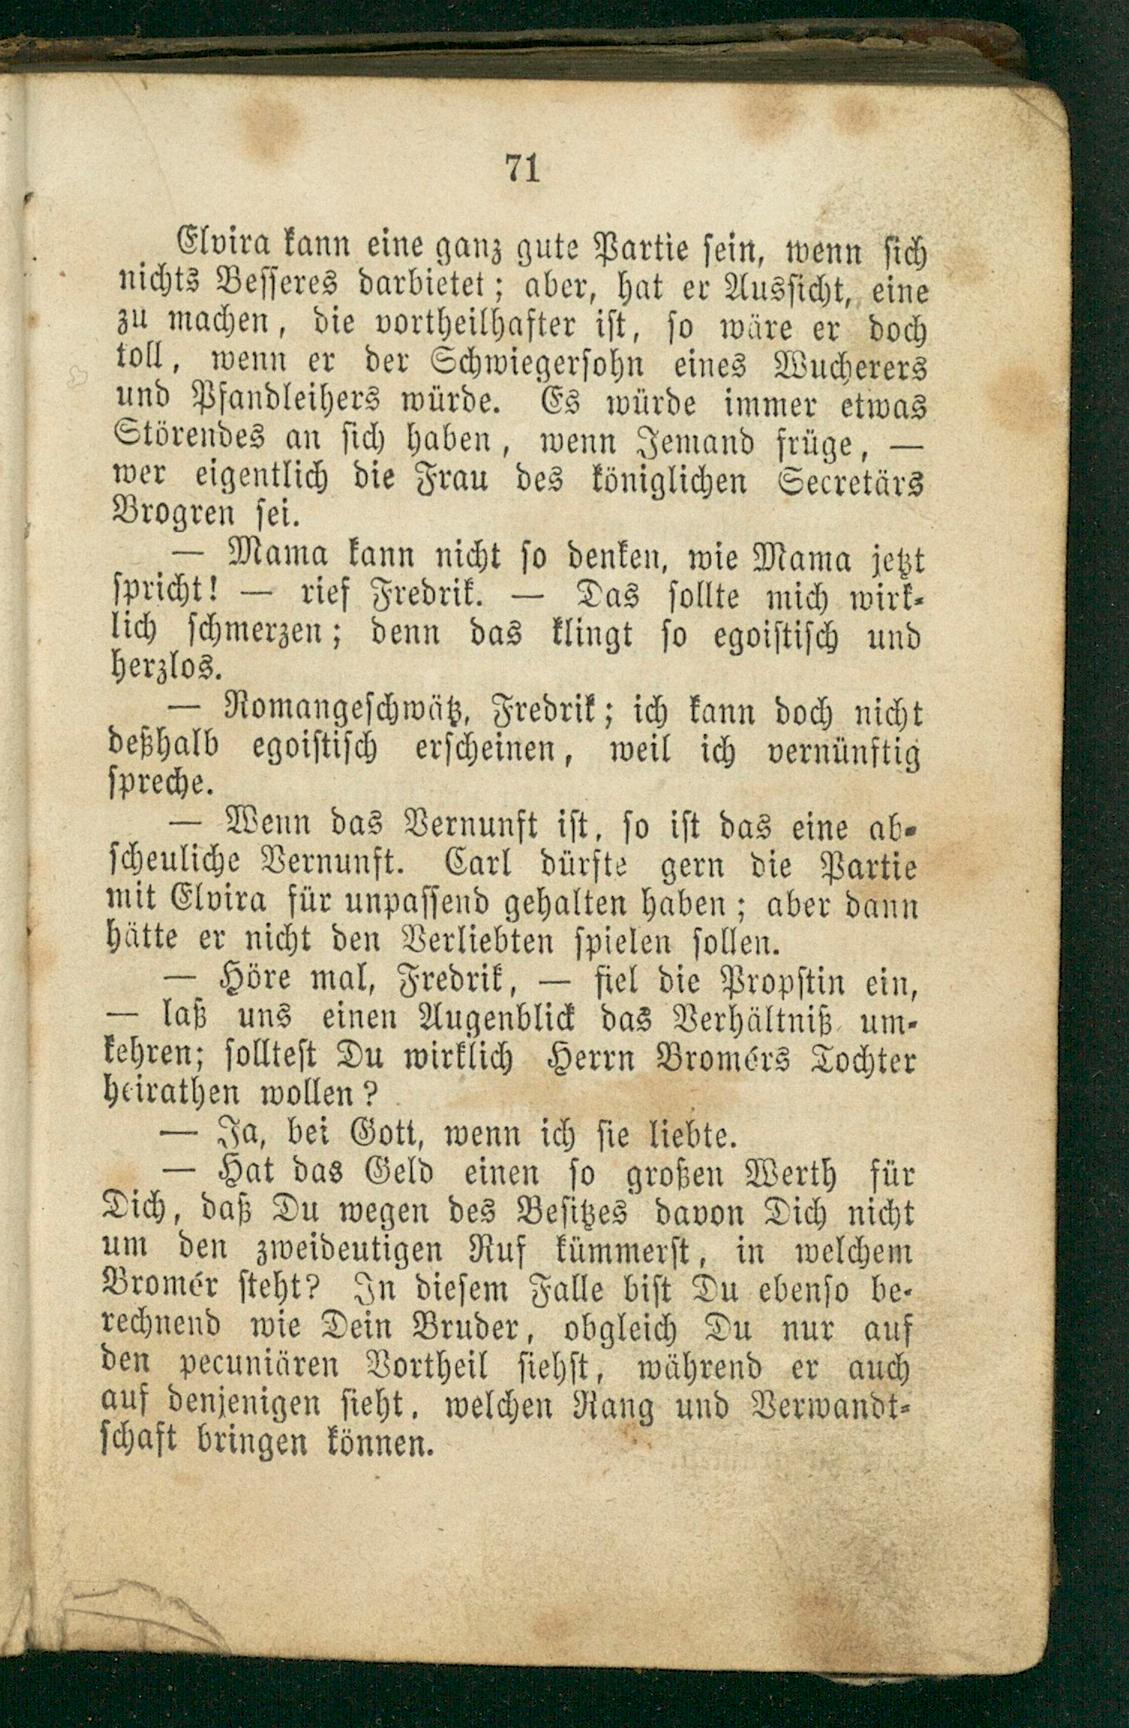 71
Elvira kann eine ganz gute Partie sein, wenn sich
nichts Besseres darbietet; aber, hat er Aussicht, eine
zu machen, die vortheilhafter ist, so wäre er doch
toll, wenn er der Schwiegersohn eines Wucherers
und Pfandleihers würde. Es würde immer etwas
Störendes an sich haben, wenn Jemand früge, —
wer eigentlich die Frau des königlichen Secretärs
Brogren sei.
— Mama kann nicht so denken, wie Mama jetzt
spricht! — rief Fredrik. — Das sollte mich wirk-
lich schmerzen; denn das klingt so egoistisch und
herzlos.
— Romangeschwätz, Fredrik; ich kann doch nicht
deßhalb egoistisch erscheinen, weil ich vernünftig
spreche.
— Wenn das Vernunft ist, so ist das eine ab-
scheuliche Vernunft. Carl dürfte gern die Partie
mit Elvira für unpassend gehalten haben; aber dann
hätte er nicht den Verliebten spielen sollen.
— Höre mal, Fredrik, — fiel die Propstin ein,
— laß uns einen Augenblick das Verhältniß um-
kehren; solltest Du wirklich Herrn Bromérs Tochter
heirathen wollen?
— Ja, bei Gott, wenn ich sie liebte.
— Hat das Geld einen so großen Werth für
Dich, daß Du wegen des Besitzes davon Dich nicht
um den zweideutigen Ruf kümmerst, in welchem
Bromér steht? In diesem Falle bist Du ebenso be-
rechnend wie Dein Bruder, obgleich Du nur auf
den pecuniären Vortheil siehst, während er auch
auf denjenigen sieht, welchen Rang und Verwandt-
schaft bringen können.